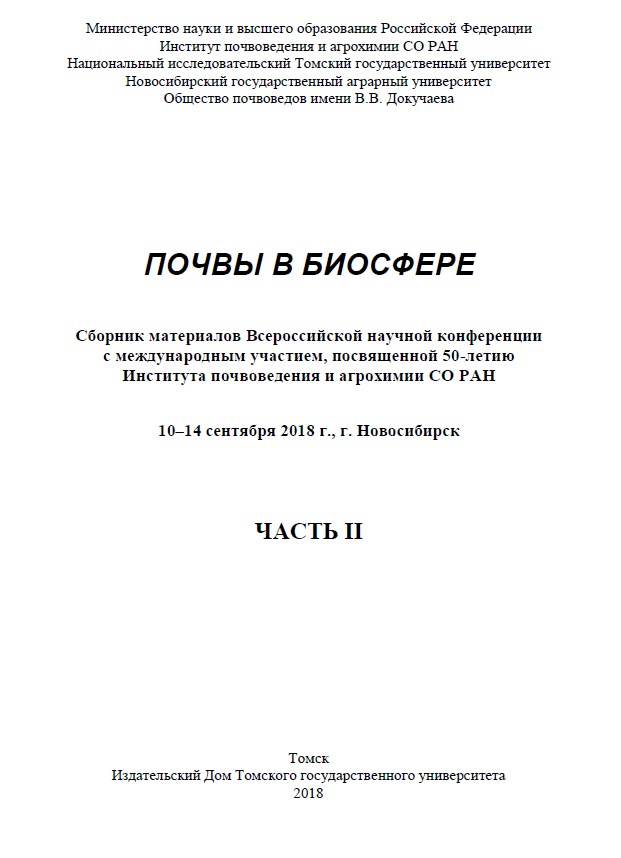 Министерство науки и высшего образования Российской Федерации
Институт почвоведения и агрохимии СО РАН
Национальный исследовательский Томский государственный университет
Новосибирский государственный аграрный университет
Общество почвоведов имени В.В. Докучаева
ПОЧВЫ В БИОСФЕРЕ
Сборник материалов Всероссийской научной конференции
с международным участием, посвященной 50-летию
Института почвоведения и агрохимии СО РАН
10–14 сентября 2018 г., г. Новосибирск
ЧАСТЬ II
Томск
Издательский Дом Томского государственного университета
2018